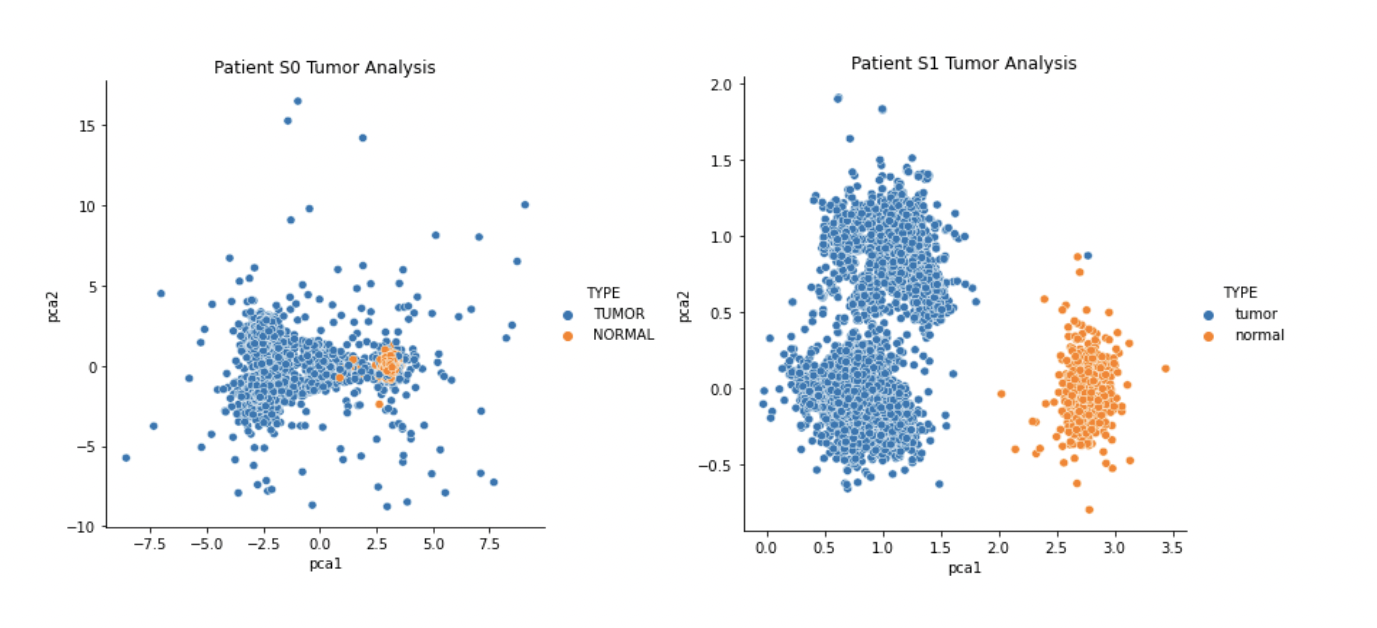 Patient S0 Tumor Analysis
15
10
5
0
−5
−10
pca2
−7.5 −5.0 −2.5 0.0 2.5 5.0 7.5
pca1
TYPE
TUMOR
NORMAL
Patient S1 Tumor Analysis
2.0
1.5
1.0
0.5
0.0
−0.5
pca2
0.0 0.5 1.0 1.5 2.0 2.5 3.0 3.5
pca1
TYPE
tumor
normal